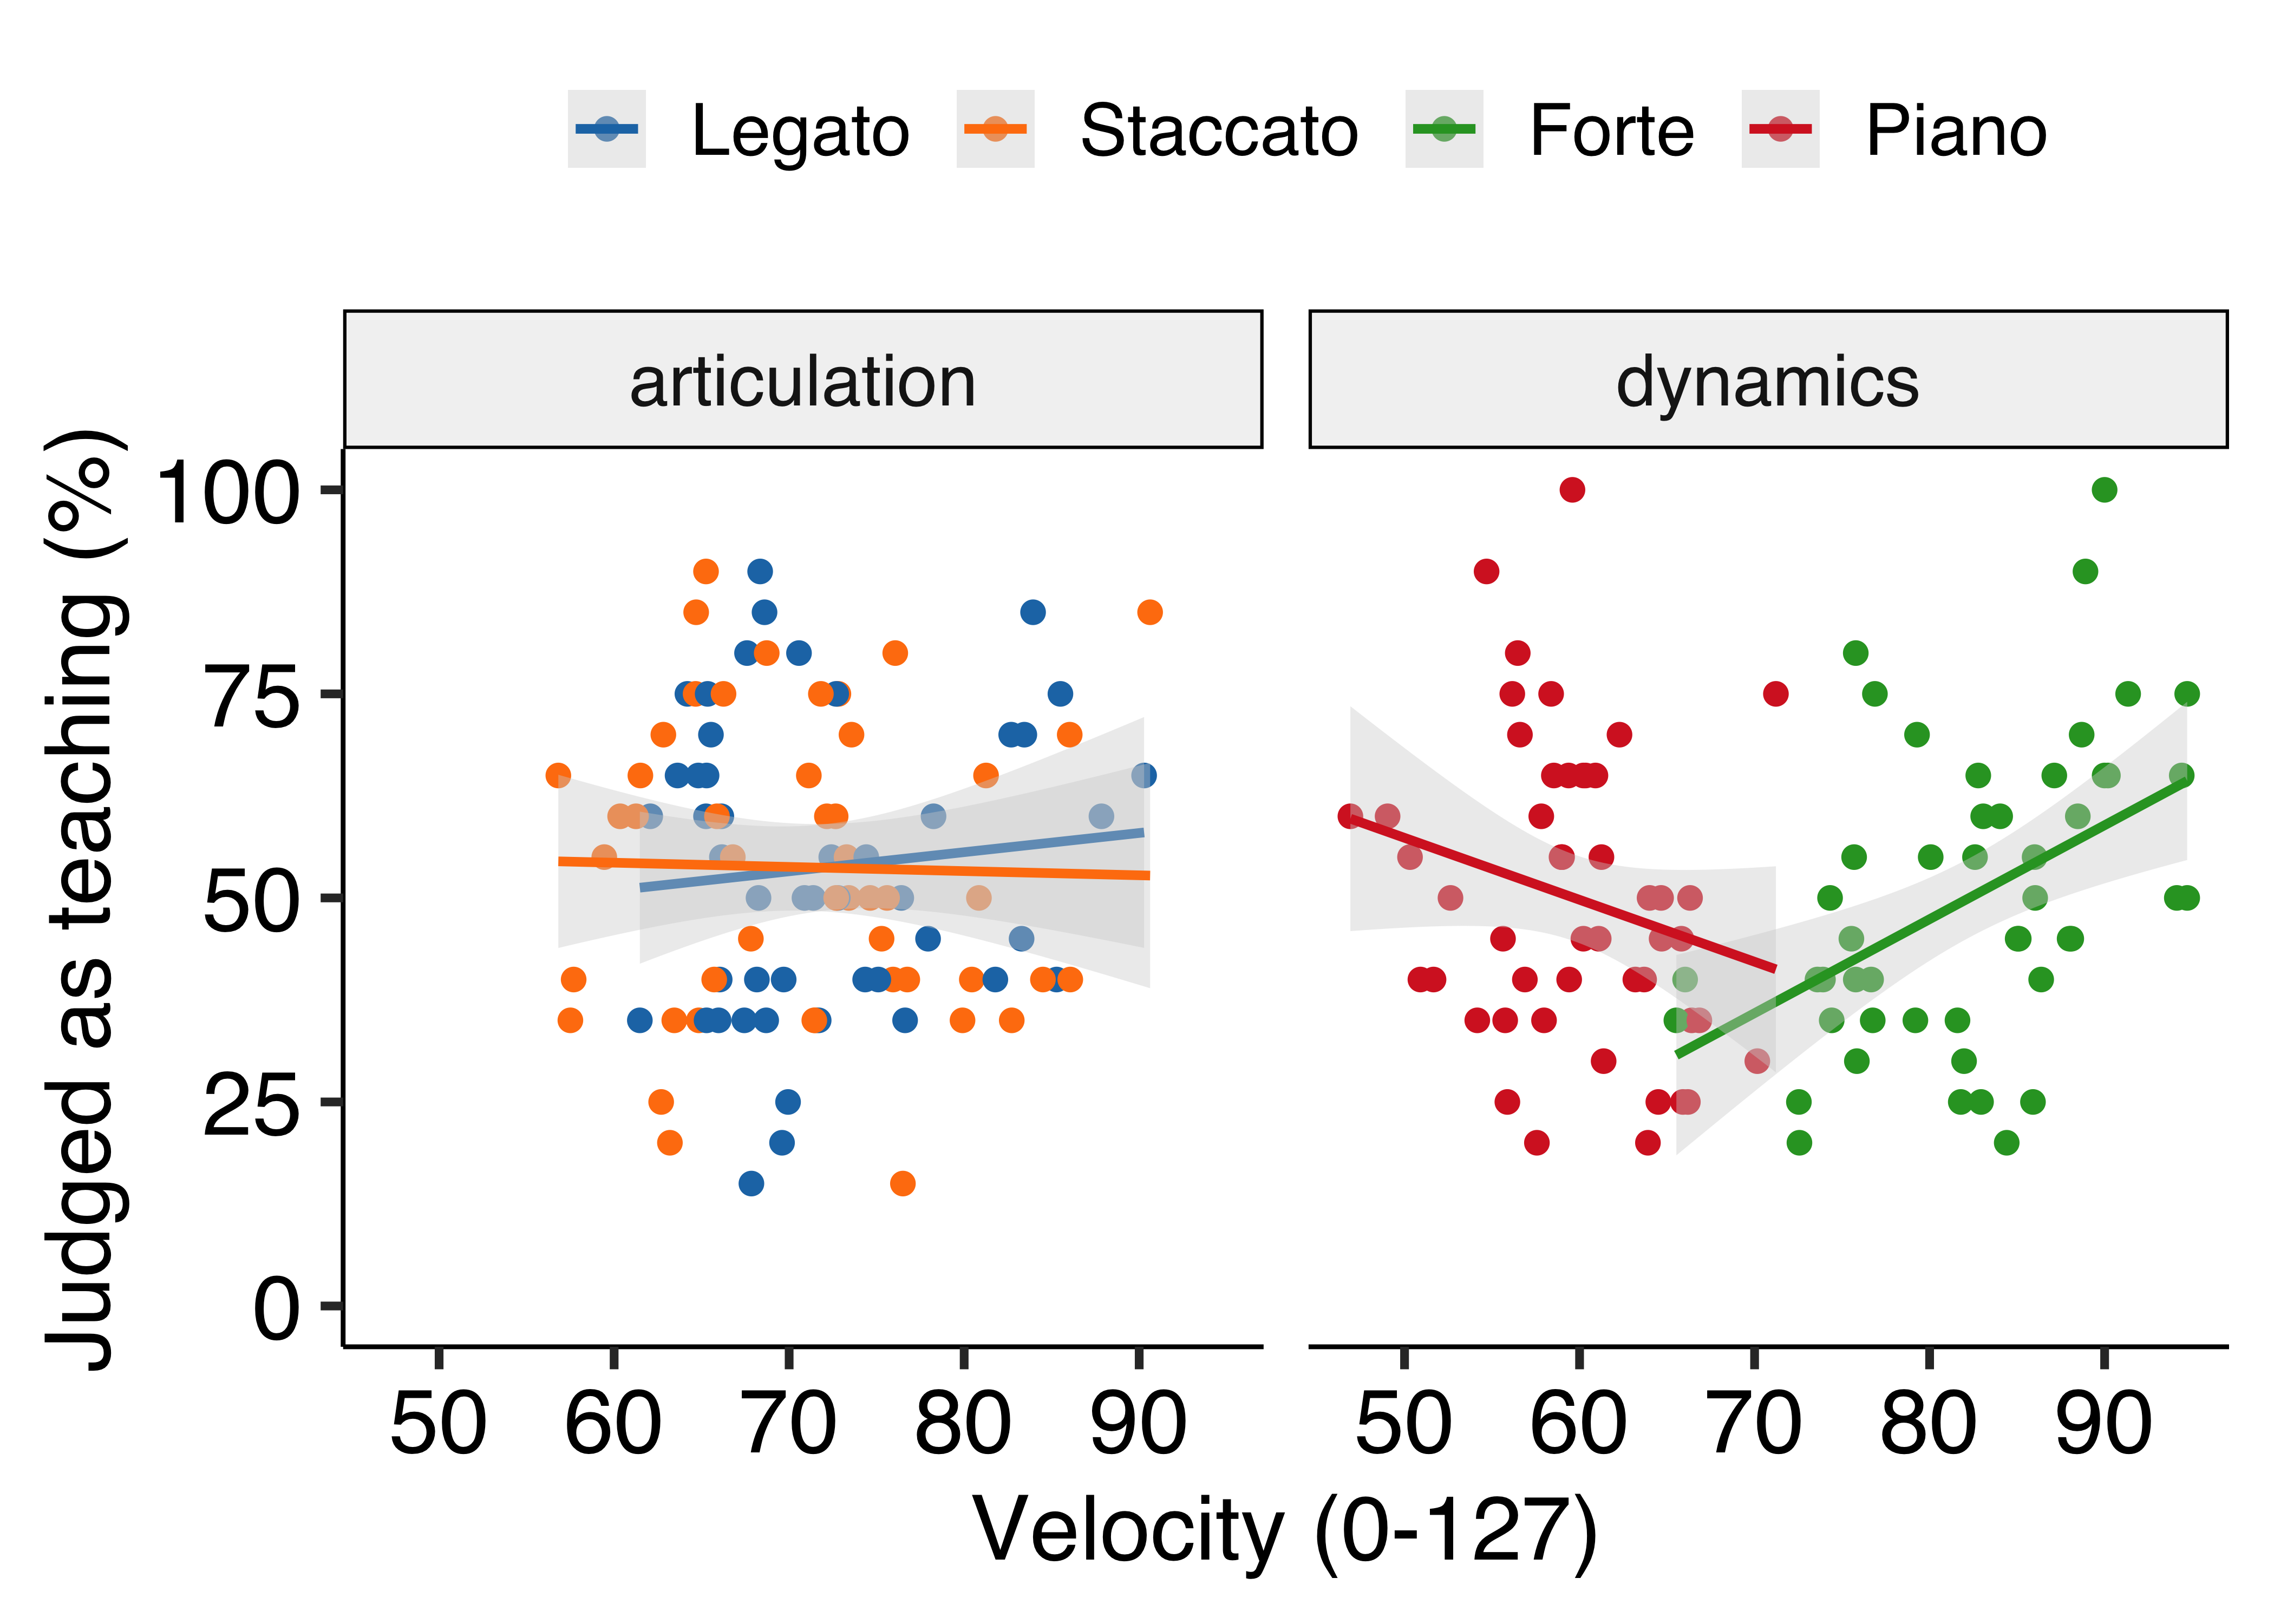 Legato Staccato Forte Piano
articulation dynamics
Judged as teaching (%)
100
75
50
25
0
50 60 70 80 90 50 60 70 80 90
Velocity (0-127)